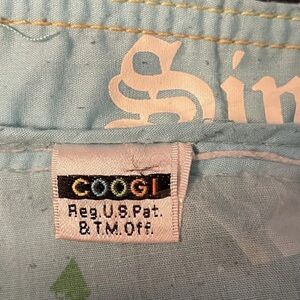 Sin
COOGI
Reg.U.S.Pat.
& T.M.Off.